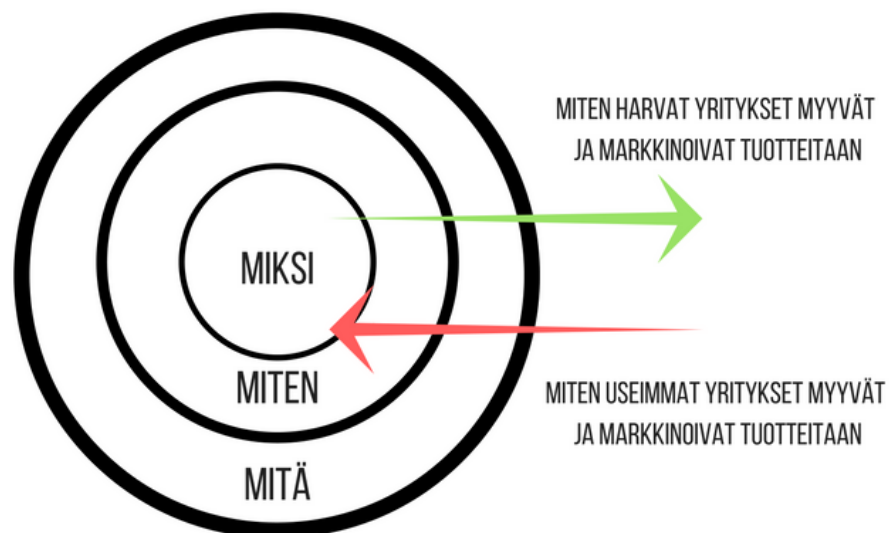 MITEN HARVAT YRITYKSET MYYVÄT
JA MARKKINOIVAT TUOTTEITAAN
MIKSI
MITEN
MITEN USEIMMAT YRITYKSET MYYVÄT
JA MARKKINOIVAT TUOTTEITAAN
MITÄ